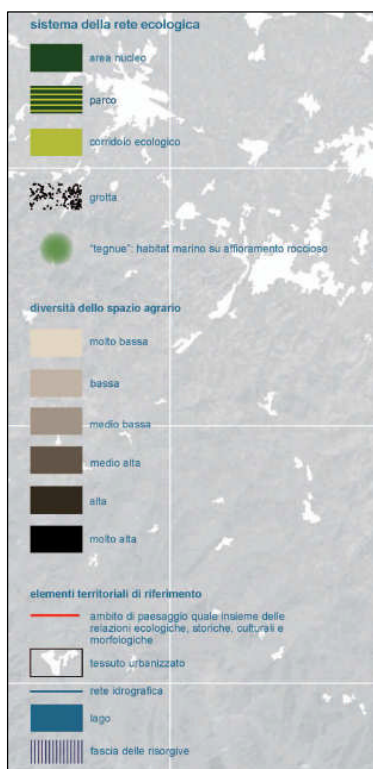 sistema della rete ecologica
area nucleo
parco
corridoio ecologico
grotta
"tegnue": habitat marino su affioramento roccioso
diversità dello spazio agrario
molto bassa
bassa
medio bassa
medio alta
alta
molto alta
elementi territoriali di riferimento
ambito di paesaggio quale insieme delle
relazioni ecologiche, storiche, culturali e
morfologiche
tessuto urbanizzato
rete idrografica
lago
fascia delle risorgive